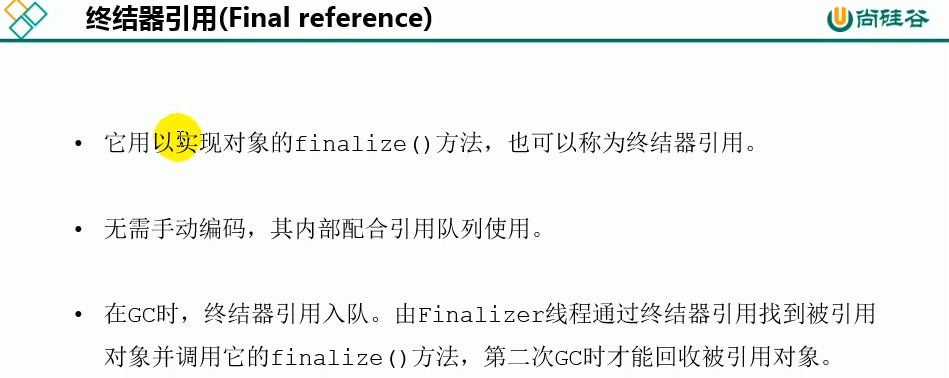 终结器引用(Final reference)
尚硅谷
• 它用以实现对象的finalize()方法，也可以称为终结器引用。
• 无需手动编码，其内部配合引用队列使用。
• 在GC时，终结器引用入队。由Finalizer线程通过终结器引用找到被引用
对象并调用它的finalize()方法，第二次GC时才能回收被引用对象。